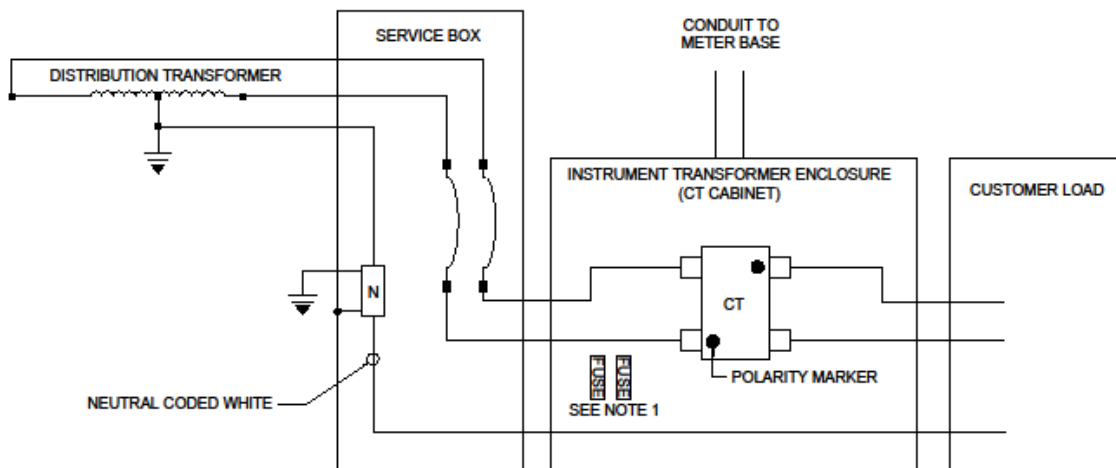 SERVICE BOX
CONDUIT TO
METER BASE
DISTRIBUTION TRANSFORMER
INSTRUMENT TRANSFORMER ENCLOSURE
(CT CABINET)
CUSTOMER LOAD
N
CT
FUSE
FUSE
POLARITY MARKER
NEUTRAL CODED WHITE
SEE NOTE 1